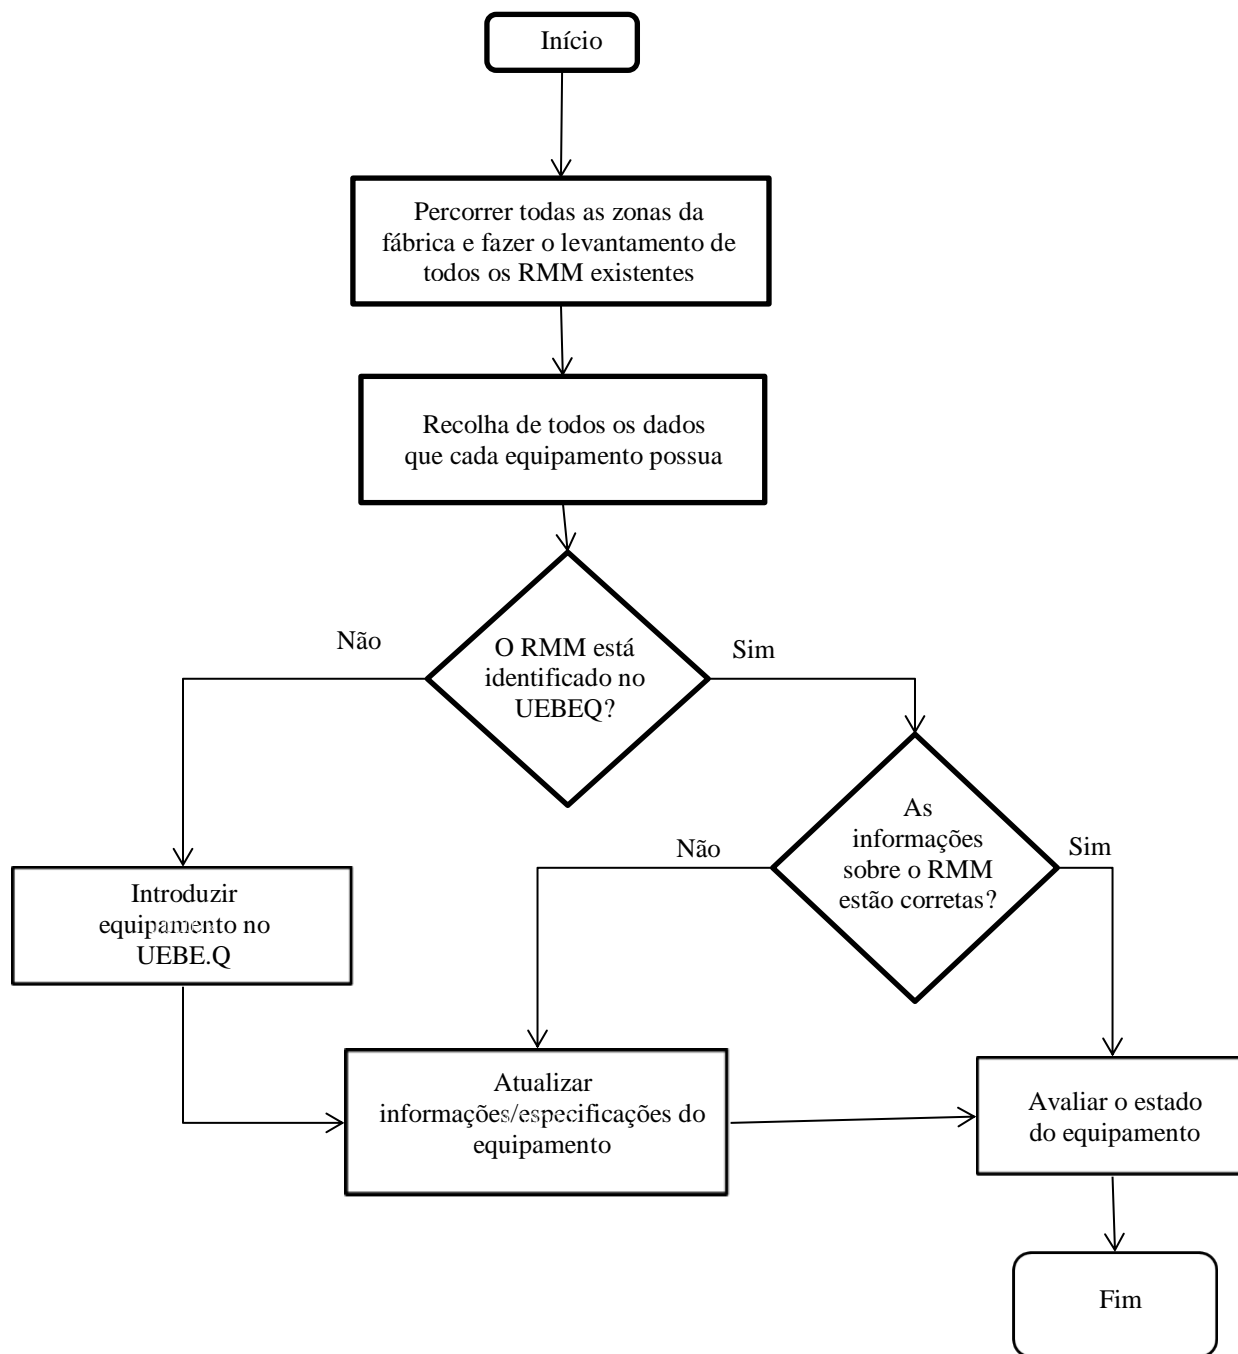 Início
Percorrer todas as zonas da
fábrica e fazer o levantamento de
todos os RMM existentes
Recolha de todos os dados
que cada equipamento possua
Não
O RMM está
identificado no
UEBEQ?
Sim
As
informações
sobre o RMM
estão corretas?
Não
Sim
Introduzir
equipamento no
UEBE.Q
Atualizar
informações/especificações do
equipamento
Avaliar o estado
do equipamento
Fim